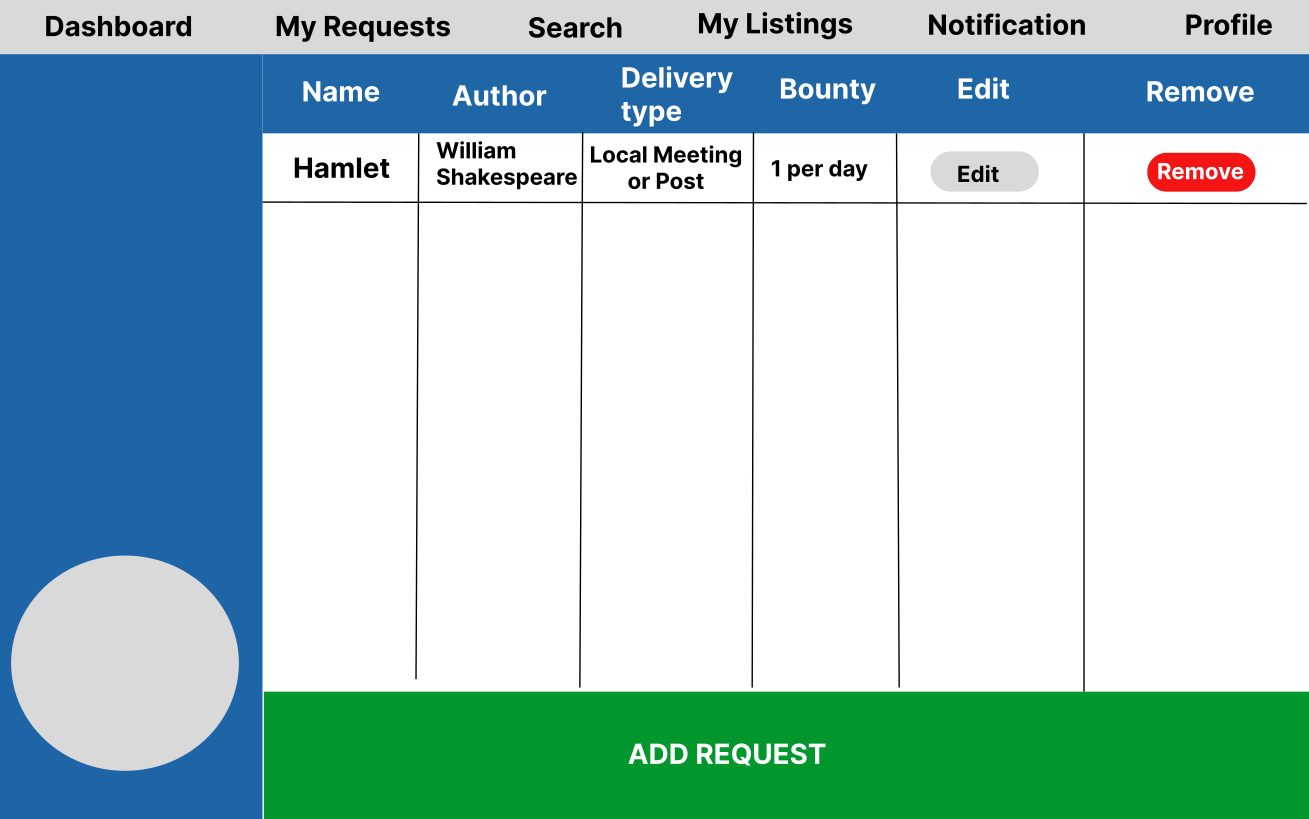 Dashboard
My Requests
Search
My Listings
Notification
Profile
Name
Author
Delivery
type
Bounty
Edit
Remove
Hamlet
William
Shakespeare
Local Meeting
or Post
1 per day
Edit
Remove
ADD REQUEST